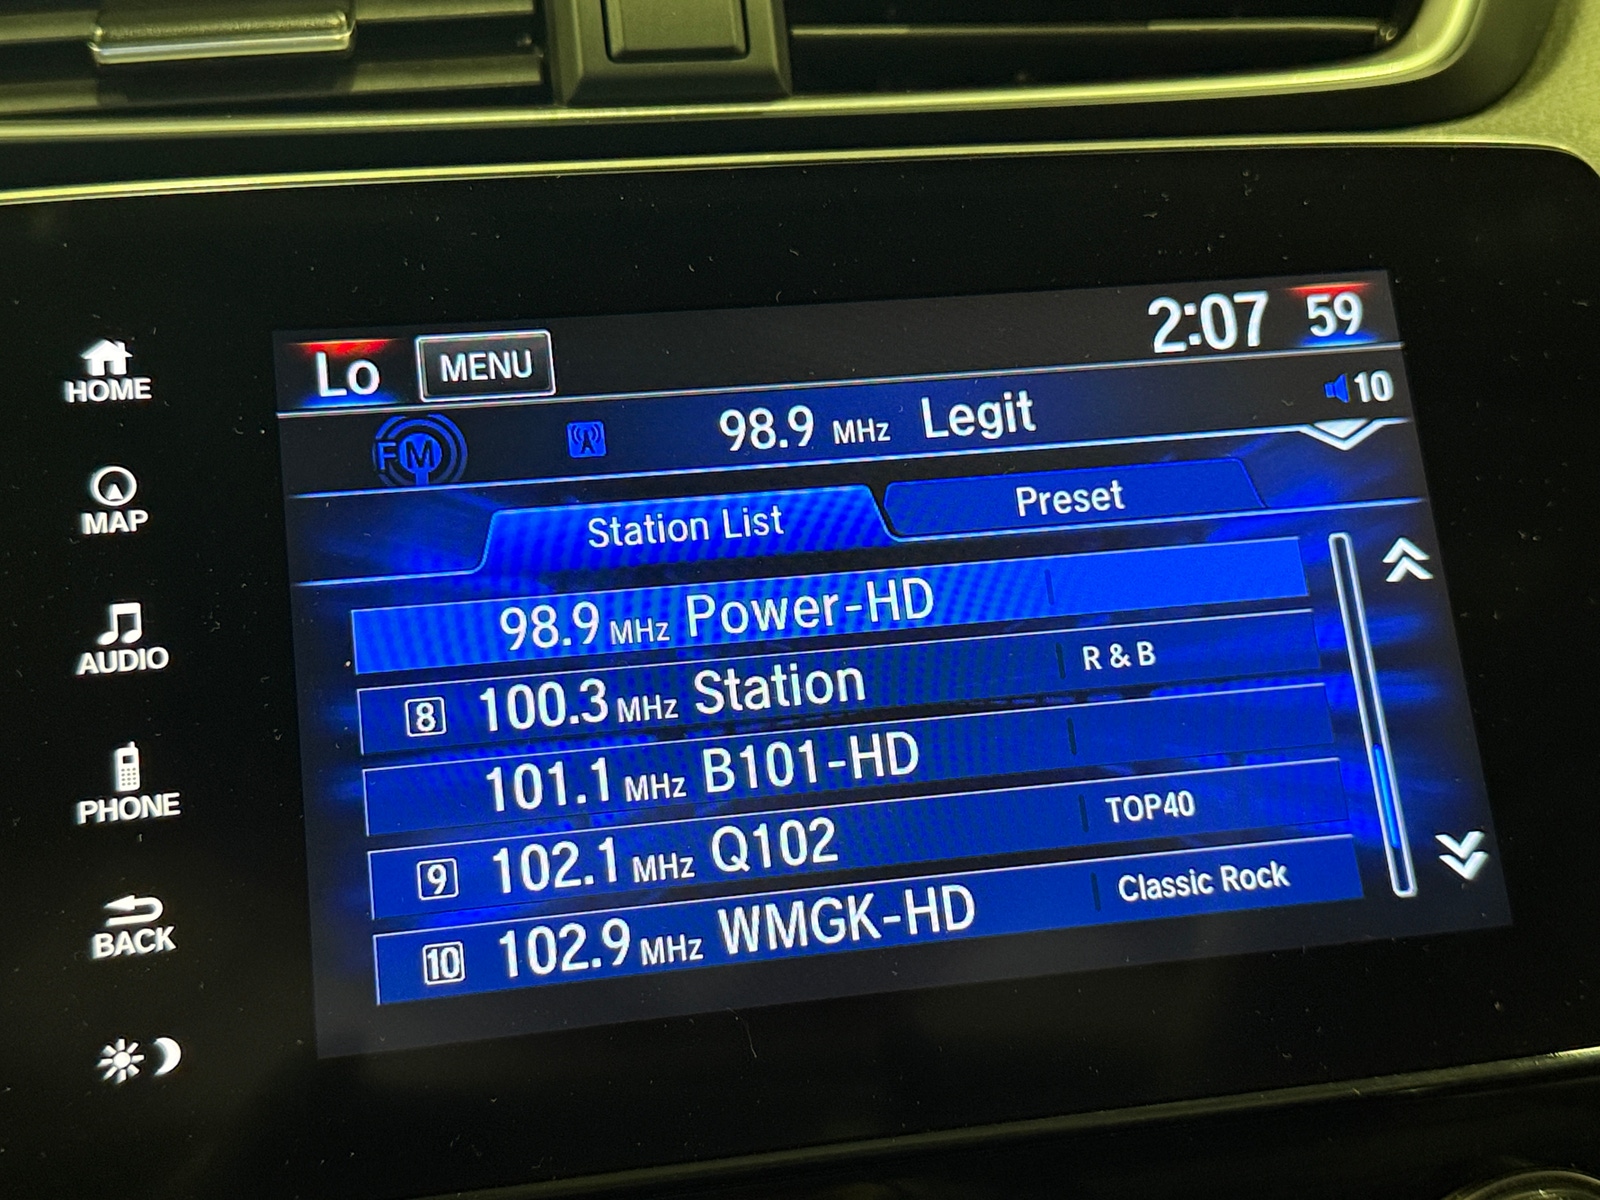 Lo MENU 2:07 59
FM 98.9 MHz Legit 10
Station List Preset
98.9 MHz Power-HD
8 100.3 MHz Station R & B
101.1 MHz B101-HD
9 102.1 MHz Q102 TOP40
10 102.9 MHz WMGK-HD Classic Rock
HOME
MAP
AUDIO
PHONE
BACK